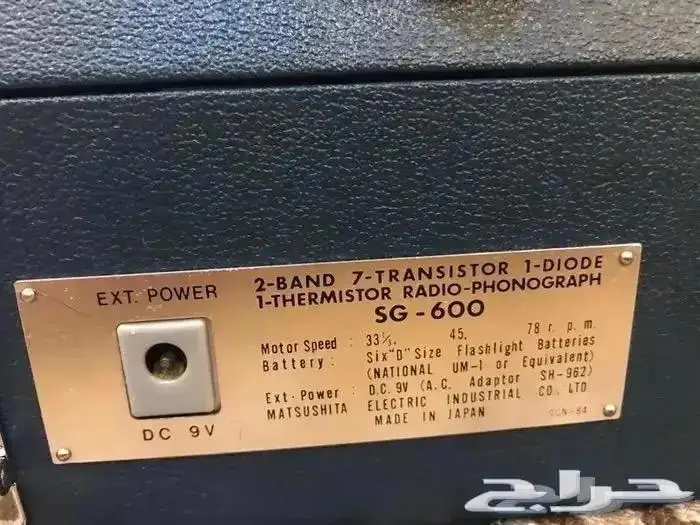 EXT. POWER
DC 9V
2-BAND 7-TRANSISTOR 1-DIODE
1-THERMISTOR RADIO-PHONOGRAPH
SG-600
Motor Speed : 33⅓, 45, 78 r. p. m.
Battery : Six "D" Size Flashlight Batteries
(NATIONAL UM-1 or Equivalent)
Ext. Power : D.C. 9V (A.C. Adaptor SH-962)
MATSUSHITA ELECTRIC INDUSTRIAL CO., LTD
MADE IN JAPAN
حراج